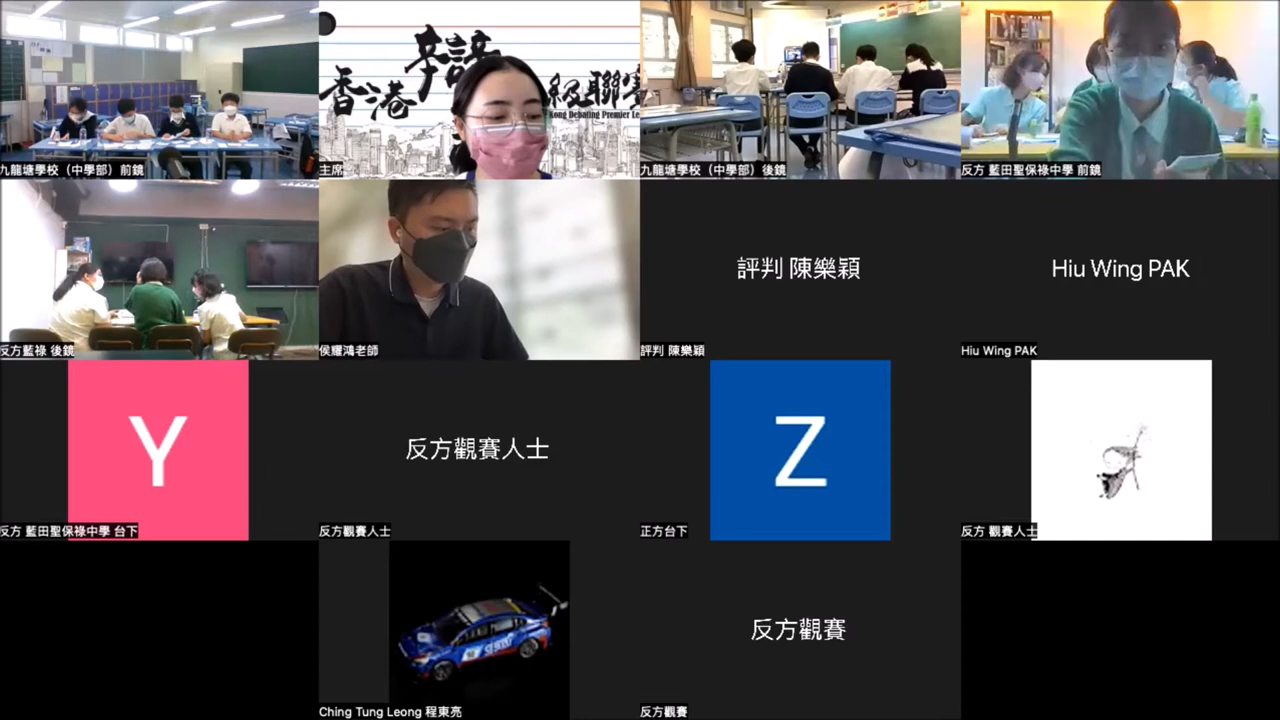 九龍塘學校（中學部）前鏡
香港
辯論
級聯賽
Kong Debating Premier Le
主席
九龍塘學校（中學部）後鏡
反方 藍田聖保祿中學 前鏡
反方藍祿 後鏡
侯耀鴻老師
評判 陳樂穎
評判 陳樂穎
Hiu Wing PAK
Hiu Wing PAK
Y
反方 藍田聖保祿中學 台下
反方觀賽人士
反方觀賽人士
Z
正方台下
反方 觀賽人士
Ching Tung Leong 程東亮
反方觀賽
反方觀賽